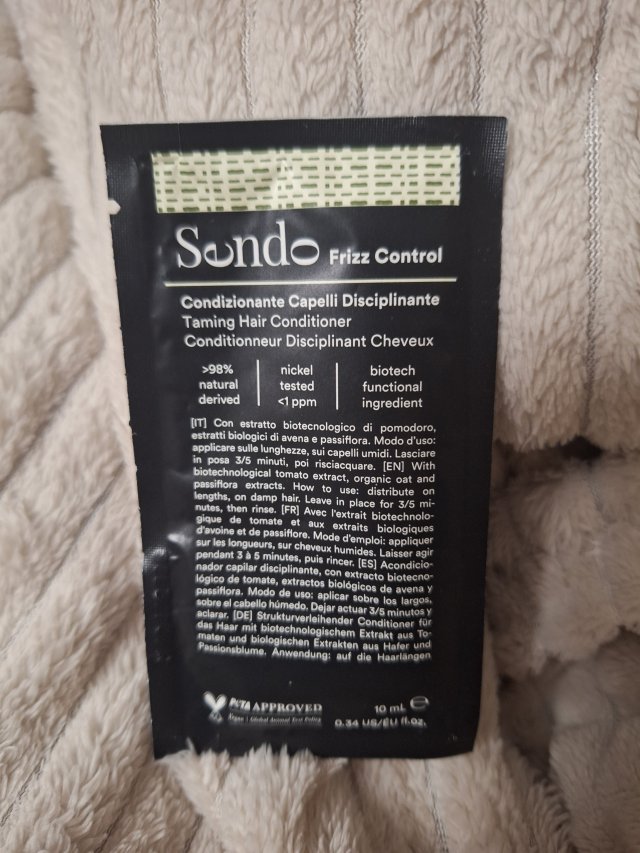 Sendo Frizz Control
Condizionante Capelli Disciplinante
Taming Hair Conditioner
Conditionneur Disciplinant Cheveux
>98% natural derived
nickel tested <1 ppm
biotech functional ingredient
[IT] Con estratto biotecnologico di pomodoro,
estratti biologici di avena e passiflora. Modo d'uso:
applicare sulle lunghezze, sui capelli umidi. Lasciare
in posa 3/5 minuti, poi risciacquare. [EN] With
biotechnological tomato extract, organic oat and
passiflora extracts. How to use: distribute on
lengths, on damp hair. Leave in place for 3/5 mi-
nutes, then rinse. [FR] Avec l'extrait biotechnolo-
gique de tomate et aux extraits biologiques
d'avoine et de passiflore. Mode d'emploi: appliquer
sur les longueurs, sur cheveux humides. Laisser agir
pendant 3 à 5 minutes, puis rincer. [ES] Acondicio-
nador capilar disciplinante, con extracto biotecno-
lógico de tomate, extractos biológicos de avena y
passiflora. Modo de uso: aplicar sobre los largos,
sobre el cabello húmedo. Dejar actuar 3/5 minutos y
aclarar. [DE] Strukturverleihender Conditioner für
das Haar mit biotechnologischem Extrakt aus To-
maten und biologischen Extrakten aus Hafer und
Passionsblume. Anwendung: auf die Haarlängen
PETA APPROVED
Vegan | Global Animal Test Policy
10 mL e
0.34 US/EU fl.oz.